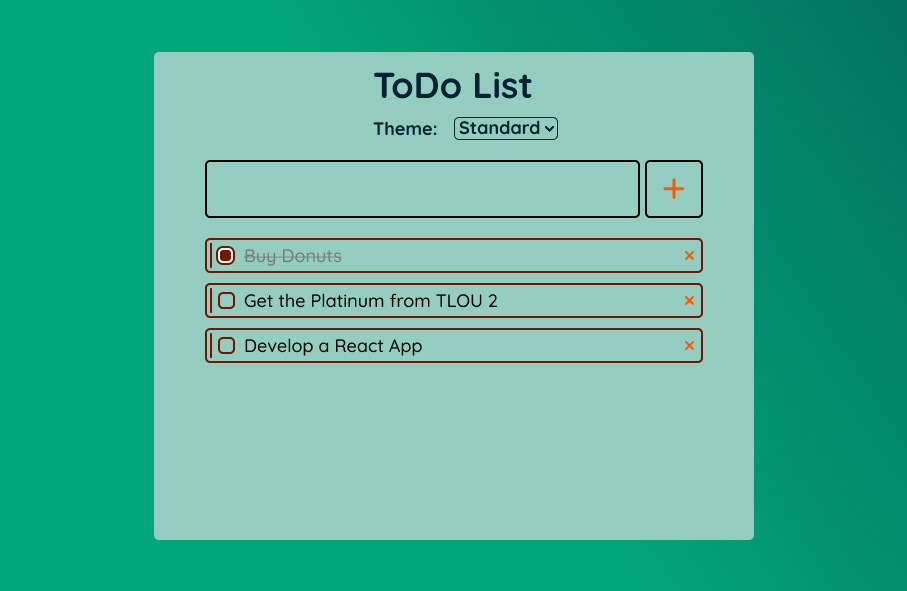 ToDo List
Theme: Standard
Buy Donuts
Get the Platinum from TLOU 2
Develop a React App